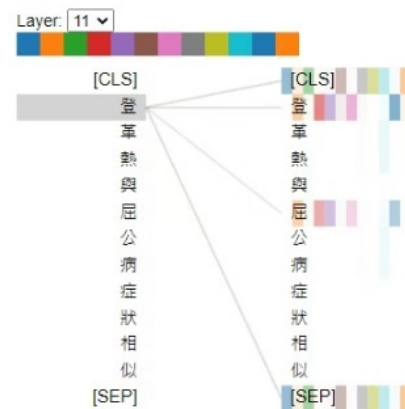 Layer: 11
[CLS] [CLS]
登 登
革 革
熱 熱
與 與
屈 屈
公 公
病 病
症 症
狀 狀
相 相
似 似
[SEP] [SEP]